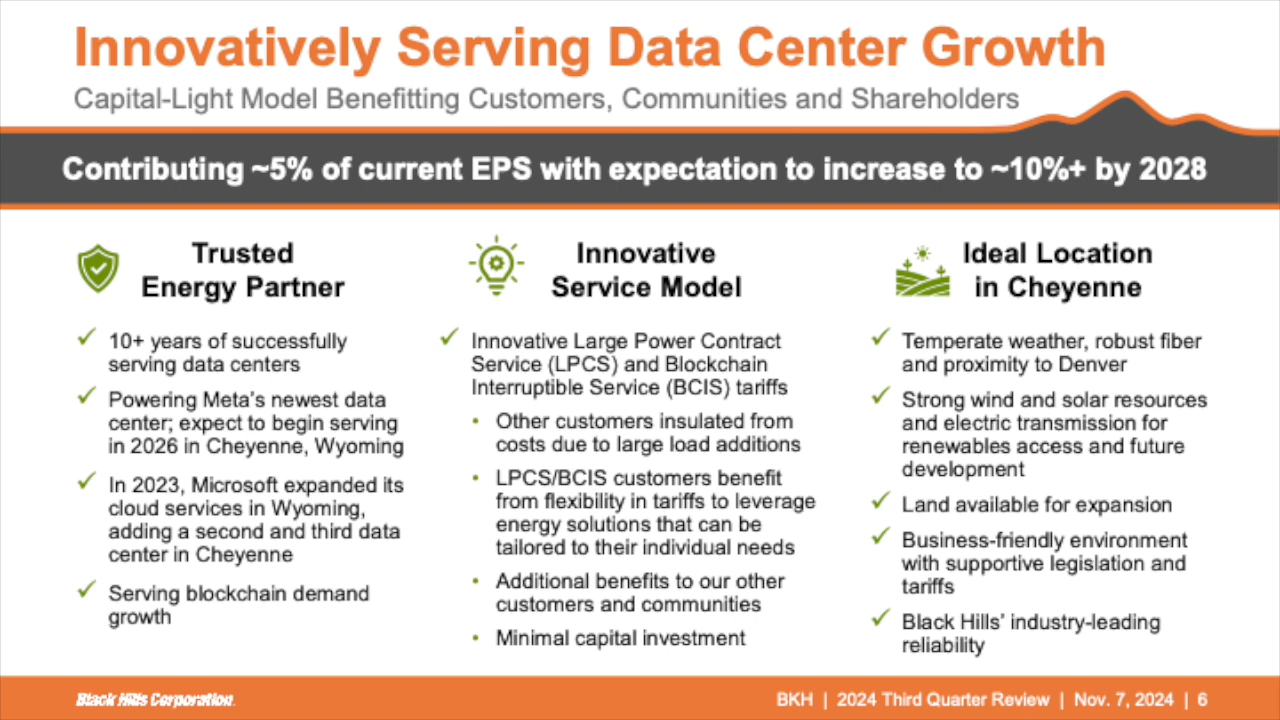 Innovatively Serving Data Center Growth
Capital-Light Model Benefitting Customers, Communities and Shareholders
Contributing ~5% of current EPS with expectation to increase to ~10%+ by 2028
Trusted
Energy Partner
✓ 10+ years of successfully
serving data centers
✓ Powering Meta's newest data
center; expect to begin serving
in 2026 in Cheyenne, Wyoming
✓ In 2023, Microsoft expanded its
cloud services in Wyoming,
adding a second and third data
center in Cheyenne
✓ Serving blockchain demand
growth
Innovative
Service Model
✓ Innovative Large Power Contract
Service (LPCS) and Blockchain
Interruptible Service (BCIS) tariffs
• Other customers insulated from
costs due to large load additions
• LPCS/BCIS customers benefit
from flexibility in tariffs to leverage
energy solutions that can be
tailored to their individual needs
• Additional benefits to our other
customers and communities
• Minimal capital investment
Ideal Location
in Cheyenne
✓ Temperate weather, robust fiber
and proximity to Denver
✓ Strong wind and solar resources
and electric transmission for
renewables access and future
development
✓ Land available for expansion
✓ Business-friendly environment
with supportive legislation and
tariffs
✓ Black Hills' industry-leading
reliability
Black Hills Corporation
BKH | 2024 Third Quarter Review | Nov. 7, 2024 | 6